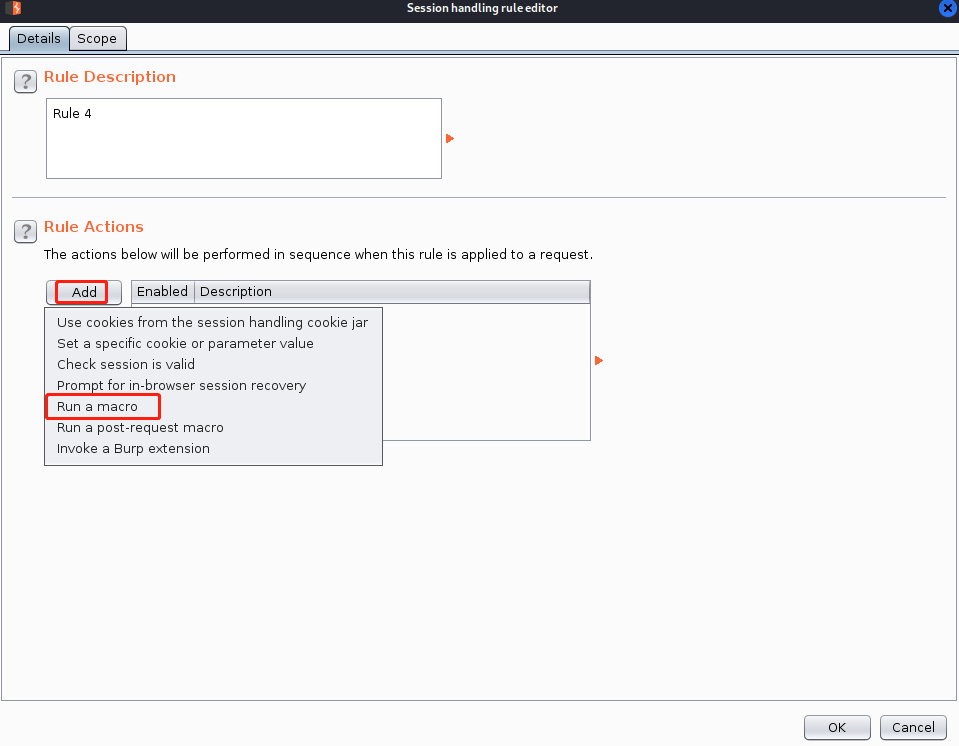 Session handling rule editor
Details
Scope
?
Rule Description
Rule 4
?
Rule Actions
The actions below will be performed in sequence when this rule is applied to a request.
Add
Enabled
Description
Use cookies from the session handling cookie jar
Set a specific cookie or parameter value
Check session is valid
Prompt for in-browser session recovery
Run a macro
Run a post-request macro
Invoke a Burp extension
OK
Cancel